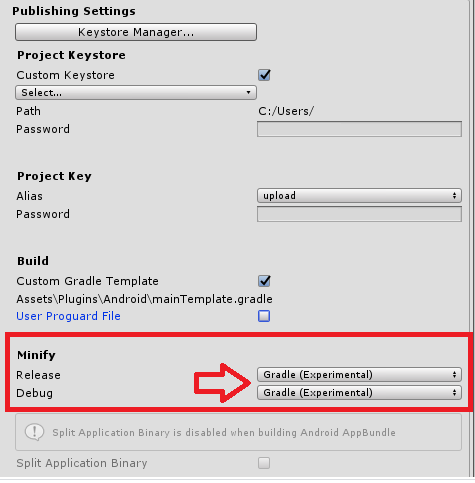 Publishing Settings
Keystore Manager...
Project Keystore
Custom Keystore
Select...
Path C:/Users/
Password
Project Key
Alias upload
Password
Build
Custom Gradle Template
Assets\Plugins\Android\mainTemplate.gradle
User Proguard File
Minify
Release Gradle (Experimental)
Debug Gradle (Experimental)
Split Application Binary is disabled when building Android AppBundle
Split Application Binary